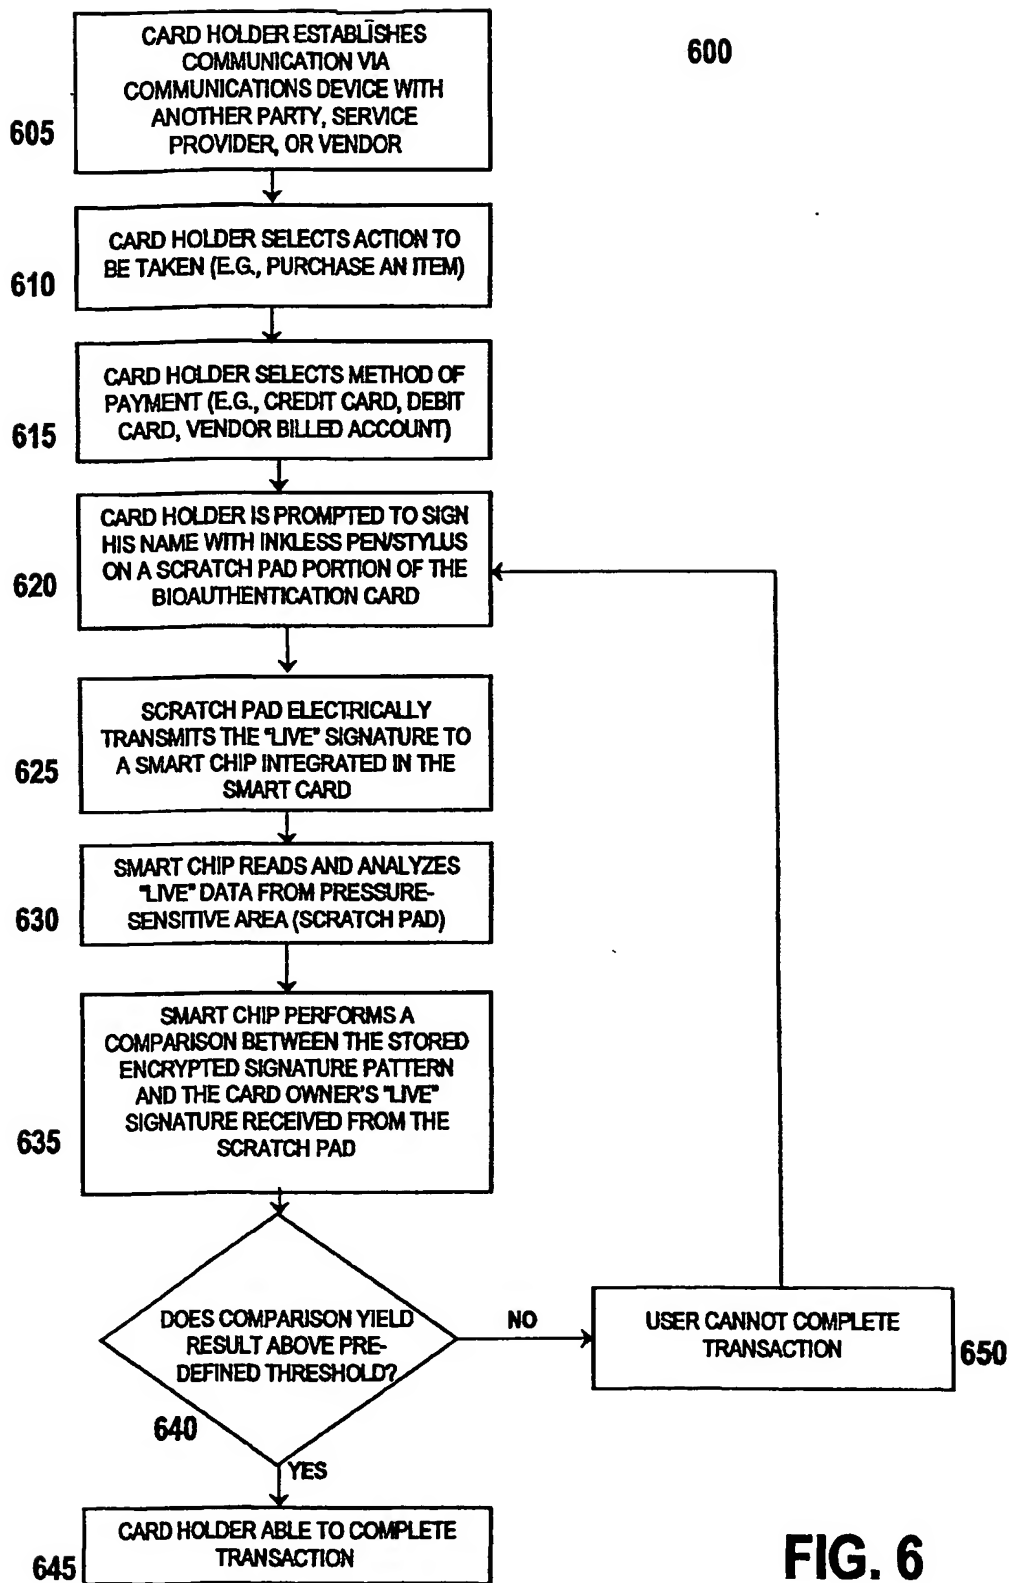 600
CARD HOLDER ESTABLISHES
COMMUNICATION VIA
COMMUNICATIONS DEVICE WITH
ANOTHER PARTY, SERVICE
PROVIDER, OR VENDOR
605
CARD HOLDER SELECTS ACTION TO
BE TAKEN (E.G., PURCHASE AN ITEM)
610
CARD HOLDER SELECTS METHOD OF
PAYMENT (E.G., CREDIT CARD, DEBIT
CARD, VENDOR BILLED ACCOUNT)
615
CARD HOLDER IS PROMPTED TO SIGN
HIS NAME WITH INKLESS PEN/STYLUS
ON A SCRATCH PAD PORTION OF THE
BIOAUTHENTICATION CARD
620
SCRATCH PAD ELECTRICALLY
TRANSMITS THE "LIVE" SIGNATURE TO
A SMART CHIP INTEGRATED IN THE
SMART CARD
625
SMART CHIP READS AND ANALYZES
"LIVE" DATA FROM PRESSURE-
SENSITIVE AREA (SCRATCH PAD)
630
SMART CHIP PERFORMS A
COMPARISON BETWEEN THE STORED
ENCRYPTED SIGNATURE PATTERN
AND THE CARD OWNER'S "LIVE"
SIGNATURE RECEIVED FROM THE
SCRATCH PAD
635
DOES COMPARISON YIELD
RESULT ABOVE PRE-
DEFINED THRESHOLD?
640
NO
USER CANNOT COMPLETE
TRANSACTION
650
YES
CARD HOLDER ABLE TO COMPLETE
TRANSACTION
645
FIG. 6